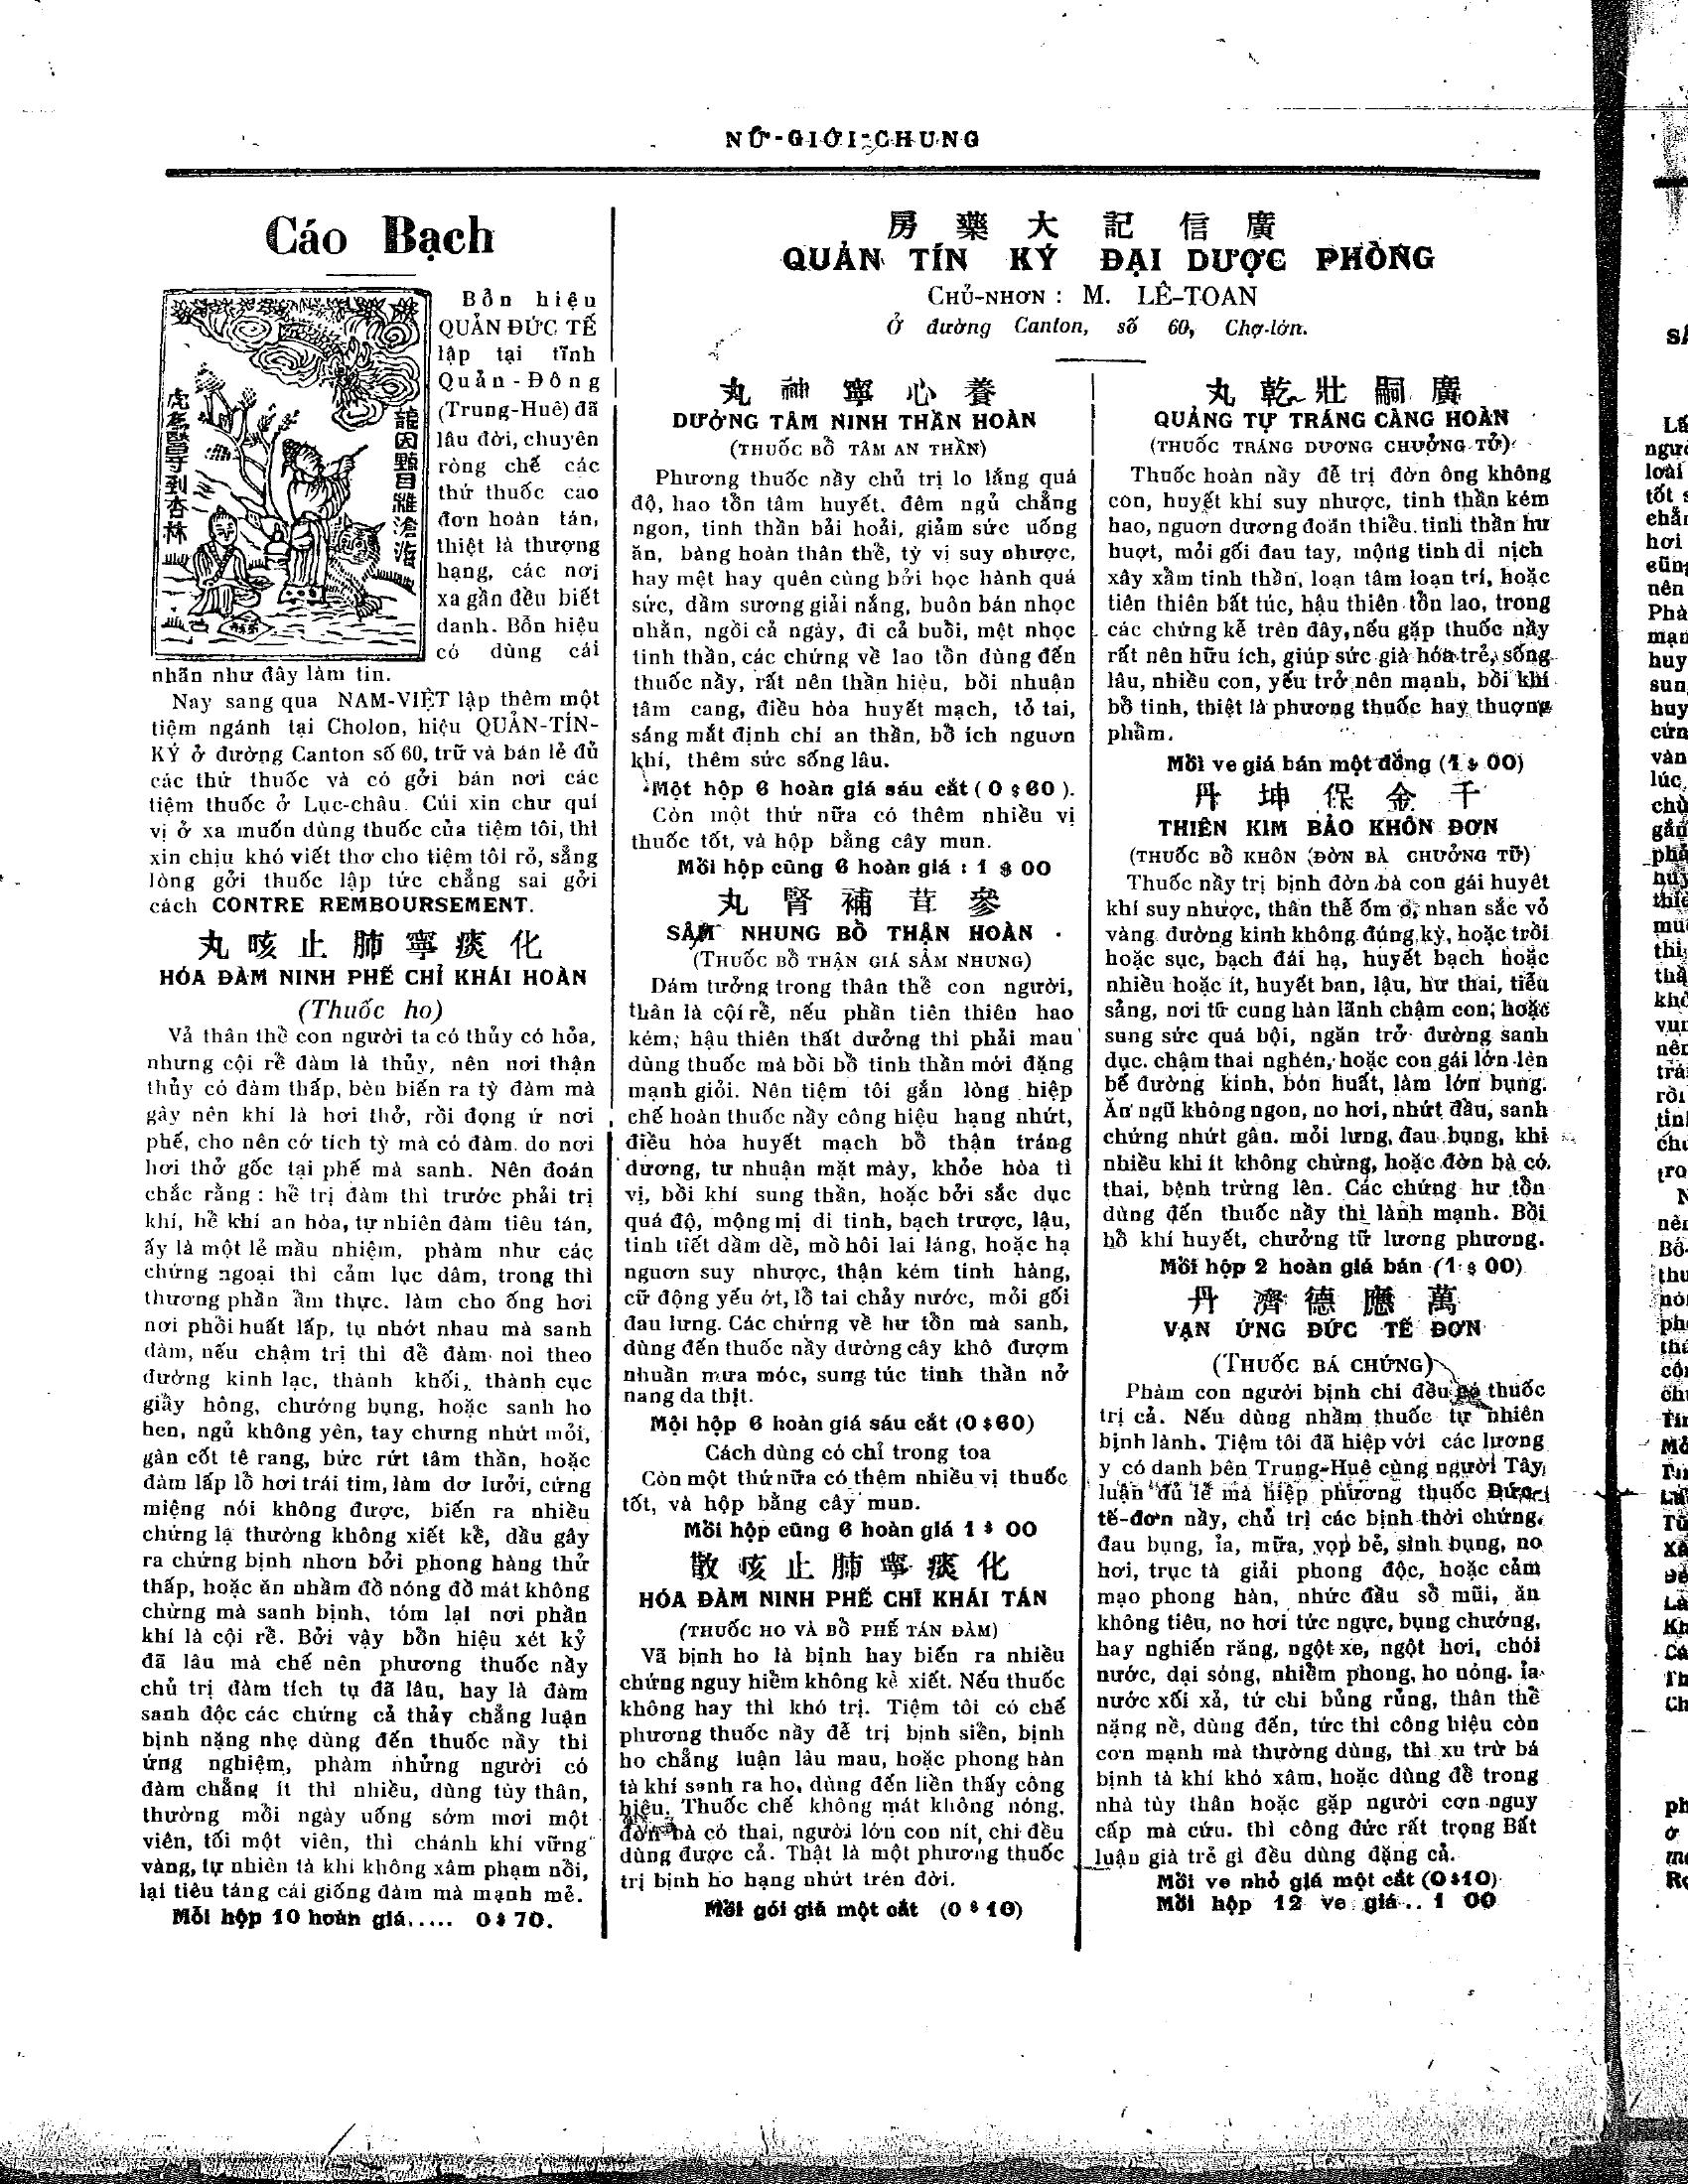 NỮ-GIỚI-CHUNG
Cáo Bạch
虎爲醫尋到杏林
龍因點目離滄海
Bổn hiệu
QUẢN ĐỨC TẾ
lập tại tỉnh
Quản-Đông
(Trung-Huê) đã
lâu đời, chuyên
ròng chế các
thứ thuốc cao
đơn hoàn tán,
thiệt là thượng
hạng, các nơi
xa gần đều biết
danh. Bổn hiệu
có dùng cái
nhãn như đây làm tin.
Nay sang qua NAM-VIỆT lập thêm một
tiệm ngánh tại Cholon, hiệu QUẢN-TÍN-
KÝ ở đường Canton số 60, trữ và bán lẻ đủ
các thứ thuốc và có gởi bán nơi các
tiệm thuốc ở Lục-châu. Cúi xin chư quí
vị ở xa muốn dùng thuốc của tiệm tôi, thì
xin chịu khó viết thơ cho tiệm tôi rỏ, sẳng
lòng gởi thuốc lập tức chẳng sai gởi
cách CONTRE REMBOURSEMENT.
丸咳止肺寧痰化
HÓA ĐÀM NINH PHẾ CHỈ KHÁI HOÀN
(Thuốc ho)
Vả thân thể con người ta có thủy có hỏa,
nhưng cội rễ đàm là thủy, nên nơi thận
thủy có đàm thấp, bèn biến ra tỳ đàm mà
gây nên khí là hơi thở, rồi đọng ứ nơi
phế, cho nên cớ tích tỳ mà có đàm. do nơi
hơi thở gốc tại phế mà sanh. Nên đoán
chắc rằng: hễ trị đàm thì trước phải trị
khí, hễ khí an hòa, tự nhiên đàm tiêu tán,
ấy là một lẻ mầu nhiệm, phàm như các
chứng ngoại thì cảm lục dâm, trong thì
thương phần ẩm thực. làm cho ống hơi
nơi phổi huất lấp, tụ nhớt nhau mà sanh
đàm, nếu chậm trị thì để đàm noi theo
đường kinh lạc, thành khối, thành cục
giẫy hông, chướng bụng, hoặc sanh ho
hen, ngủ không yên, tay chưng nhứt mỏi,
gân cốt tê rang, bức rứt tâm thần, hoặc
đàm lấp lổ hơi trái tim, làm dơ lưởi, cứng
miệng nói không được, biến ra nhiều
chứng lạ thường không xiết kể, dầu gây
ra chứng bịnh nhơn bởi phong hàng thử
thấp, hoặc ăn nhằm đồ nóng đồ mát không
chừng mà sanh bịnh, tóm lại nơi phần
khí là cội rể. Bởi vậy bổn hiệu xét kỷ
đã lâu mà chế nên phương thuốc nầy
chủ trị đàm tích tụ đã lâu, hay là đàm
sanh độc các chứng cả thảy chẳng luận
bịnh nặng nhẹ dùng đến thuốc nầy thì
ứng nghiệm, phàm những người có
đàm chẳng ít thì nhiều, dùng tùy thân,
thường mỗi ngày uống sớm mơi một
viên, tối một viên, thì chánh khí vững
vàng, tự nhiên tà khí không xâm phạm nổi,
lại tiêu táng cái giống đàm mà mạnh mẻ.
Mỗi hộp 10 hoàn giá..... 0$70.
房藥大記信廣
QUẢN TÍN KÝ ĐẠI DƯỢC PHÒNG
CHỦ-NHƠN : M. LÊ-TOAN
Ở đường Canton, số 60, Chợ-lớn.
丸神寧心養
DƯỞNG TÂM NINH THẦN HOÀN
(THUỐC BỔ TÂM AN THẦN)
Phương thuốc nầy chủ trị lo lắng quá
độ, hao tổn tâm huyết, đêm ngủ chẳng
ngon, tinh thần bải hoải, giảm sức uống
ăn, bàng hoàn thân thể, tỳ vị suy nhược,
hay mệt hay quên cùng bởi học hành quá
sức, dầm sương giải nắng, buôn bán nhọc
nhằn, ngồi cả ngày, đi cả buổi, mệt nhọc
tinh thần, các chứng về lao tổn dùng đến
thuốc nầy, rất nên thần hiệu, bồi nhuận
tâm cang, điều hòa huyết mạch, tỏ tai,
sáng mắt định chí an thần, bổ ích nguơn
khí, thêm sức sống lâu.
Một hộp 6 hoàn giá sáu cắt ( 0 $ 60 ).
Còn một thứ nữa có thêm nhiều vị
thuốc tốt, và hộp bằng cây mun.
Mỗi hộp cũng 6 hoàn giá : 1 $ 00
丸腎補茸參
SÂM NHUNG BỔ THẬN HOÀN
(THUỐC BỔ THẬN GIÁ SÂM NHUNG)
Dám tưởng trong thân thể con người,
thân là cội rể, nếu phần tiên thiên hao
kém, hậu thiên thất dưởng thì phải mau
dùng thuốc mà bồi bổ tinh thần mới đặng
mạnh giỏi. Nên tiệm tôi gắn lòng hiệp
chế hoàn thuốc nầy công hiệu hạng nhứt,
điều hòa huyết mạch bổ thận tráng
dương, tư nhuận mặt mày, khỏe hòa tì
vị, bồi khí sung thần, hoặc bởi sắc dục
quá độ, mộng mị di tinh, bạch trược, lậu,
tinh tiết dầm dề, mồ hôi lai láng, hoặc hạ
nguơn suy nhược, thận kém tinh hàng,
cữ động yếu ớt, lổ tai chảy nước, mỏi gối
đau lưng. Các chứng về hư tổn mà sanh,
dùng đến thuốc nầy dường cây khô đượm
nhuần mưa móc, sung túc tinh thần nở
nang da thịt.
Mội hộp 6 hoàn giá sáu cắt (0 $60)
Cách dùng có chỉ trong toa
Còn một thứ nữa có thêm nhiều vị thuốc
tốt, và hộp bằng cây mun.
Mỗi hộp cũng 6 hoàn giá 1 $ 00
散咳止肺寧痰化
HÓA ĐÀM NINH PHẾ CHỈ KHÁI TÁN
(THUỐC HO VÀ BỔ PHẾ TÁN ĐÀM)
Vã bịnh ho là bịnh hay biến ra nhiều
chứng nguy hiểm không kể xiết. Nếu thuốc
không hay thì khó trị. Tiệm tôi có chế
phương thuốc nầy để trị bịnh siển, bịnh
ho chẳng luận lâu mau, hoặc phong hàn
tà khí sanh ra ho, dùng đến liền thấy công
hiệu. Thuốc chế không mát không nóng,
đờn bà có thai, người lớn con nít, chi đều
dùng được cả. Thật là một phương thuốc
trị bịnh ho hạng nhứt trên đời.
Mỗi gói giá một cắt (0 $ 10)
丸乾壯嗣廣
QUẢNG TỰ TRÁNG CÀNG HOÀN
(THUỐC TRÁNG DƯƠNG CHƯỞNG TỬ)
Thuốc hoàn nầy để trị đờn ông không
con, huyết khí suy nhược, tinh thần kém
hao, nguơn dương đoãn thiều. tinh thần hư
huợt, mỏi gối đau tay, mộng tinh di nịch
xây xẩm tinh thần, loạn tâm loạn trí, hoặc
tiên thiên bất túc, hậu thiên tổn lao, trong
các chứng kể trên đây, nếu gặp thuốc nầy
rất nên hữu ích, giúp sức già hóa trẻ, sống
lâu, nhiều con, yếu trở nên mạnh, bồi khí
bổ tinh, thiệt là phương thuốc hay thượng
phẩm.
Mỗi ve giá bán một đồng (1 $ 00)
丹坤保金千
THIÊN KIM BẢO KHÔN ĐƠN
(THUỐC BỔ KHÔN ĐỜN BÀ CHƯỞNG TỮ)
Thuốc nầy trị bịnh đờn bà con gái huyết
khí suy nhược, thân thể ốm o, nhan sắc vỏ
vàng đường kinh không đúng kỳ, hoặc trồi
hoặc sục, bạch đái hạ, huyết bạch hoặc
nhiều hoặc ít, huyết ban, lậu, hư thai, tiểu
sảng, nơi tữ cung hàn lãnh chậm con, hoặc
sung sức quá bội, ngăn trở đường sanh
dục. chậm thai nghén, hoặc con gái lớn lên
bế đường kinh, bón huất, làm lớn bụng.
Ăn ngũ không ngon, no hơi, nhứt đầu, sanh
chứng nhứt gân. mỏi lưng, đau bụng, khi
nhiều khi ít không chừng, hoặc đờn bà có
thai, bệnh trừng lên. Các chứng hư tổn
dùng đến thuốc nầy thì lành mạnh. Bồi
bổ khí huyết, chưởng tữ lương phương.
Mỗi hộp 2 hoàn giá bán (1 $ 00)
丹濟德應萬
VẠN ỨNG ĐỨC TẾ ĐƠN
(THUỐC BÁ CHỨNG)
Phàm con người bịnh chi đều có thuốc
trị cả. Nếu dùng nhằm thuốc tự nhiên
bịnh lành. Tiệm tôi đã hiệp với các lương
y có danh bên Trung-Huê cùng người Tây,
luận đủ lẽ mà hiệp phương thuốc Đức-
tế-đơn nầy, chủ trị các bịnh thời chứng,
đau bụng, ỉa, mữa, vọp bẻ, sình bụng, no
hơi, trục tà giải phong độc, hoặc cảm
mạo phong hàn, nhức đầu sổ mũi, ăn
không tiêu, no hơi tức ngực, bụng chướng,
hay nghiến răng, ngột xe, ngột hơi, chói
nước, dại sóng, nhiễm phong, ho nóng. ỉa
nước xối xả, tứ chi bủng rủng, thân thể
nặng nề, dùng đến, tức thì công hiệu còn
cơn mạnh mà thường dùng, thì xu trừ bá
bịnh tà khí khó xâm, hoặc dùng để trong
nhà tùy thân hoặc gặp người cơn nguy
cấp mà cứu. thì công đức rất trọng Bất
luận già trẻ gì đều dùng đặng cả.
Mỗi ve nhỏ giá một cắt (0 $10)
Mỗi hộp 12 ve giá.. 1 00